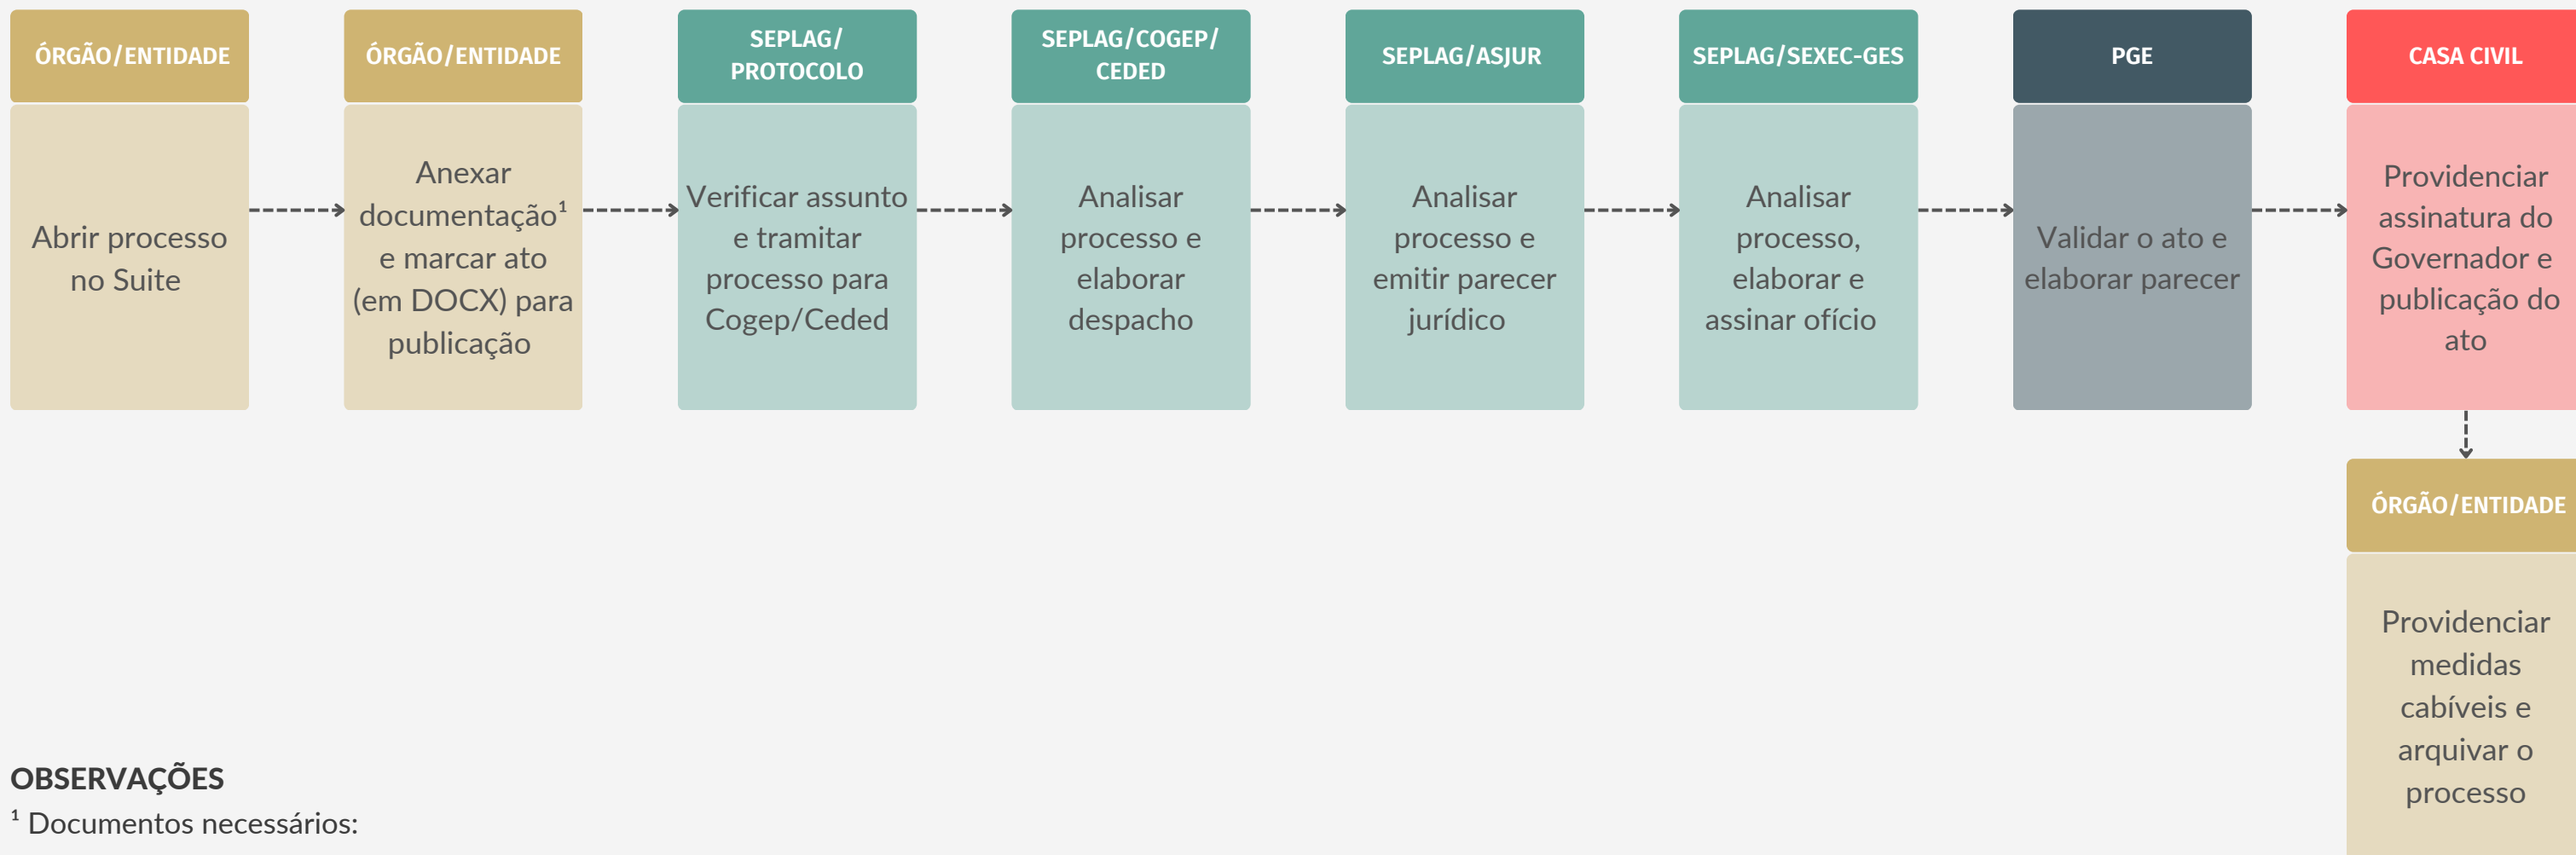 ÓRGÃO/ENTIDADE
Abrir processo
no Suite
ÓRGÃO/ENTIDADE
Anexar
documentação¹
e marcar ato
(em DOCX) para
publicação
SEPLAG/
PROTOCOLO
Verificar assunto
e tramitar
processo para
Cogep/Ceded
SEPLAG/COGEP/
CEDED
Analisar
processo e
elaborar
despacho
SEPLAG/ASJUR
Analisar
processo e
emitir parecer
jurídico
SEPLAG/SEXEC-GES
Analisar
processo,
elaborar e
assinar ofício
PGE
Validar o ato e
elaborar parecer
CASA CIVIL
Providenciar
assinatura do
Governador e
publicação do
ato
ÓRGÃO/ENTIDADE
Providenciar
medidas
cabíveis e
arquivar o
processo
OBSERVAÇÕES
¹ Documentos necessários: